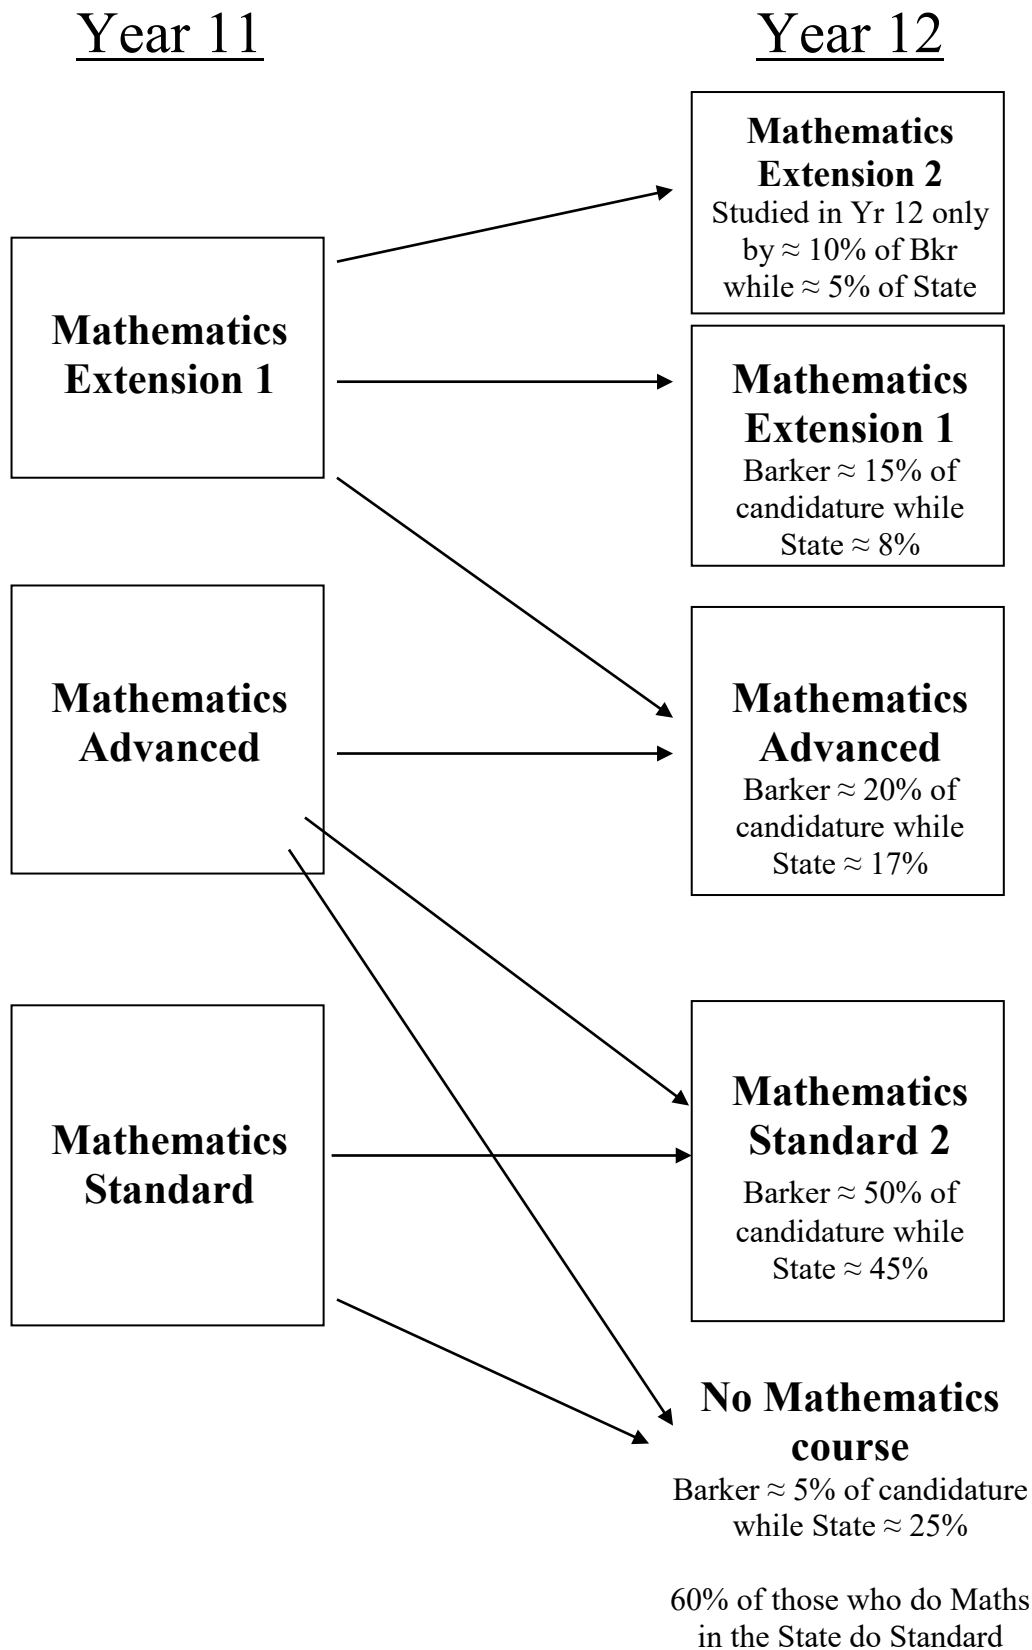 Year 11
Year 12
Mathematics
Extension 2
Studied in Yr 12 only
by ≈ 10% of Bkr
while ≈ 5% of State
Mathematics
Extension 1
Mathematics
Extension 1
Barker ≈ 15% of
candidature while
State ≈ 8%
Mathematics
Advanced
Mathematics
Advanced
Barker ≈ 20% of
candidature while
State ≈ 17%
Mathematics
Standard
Mathematics
Standard 2
Barker ≈ 50% of
candidature while
State ≈ 45%
No Mathematics
course
Barker ≈ 5% of candidature
while State ≈ 25%
60% of those who do Maths
in the State do Standard